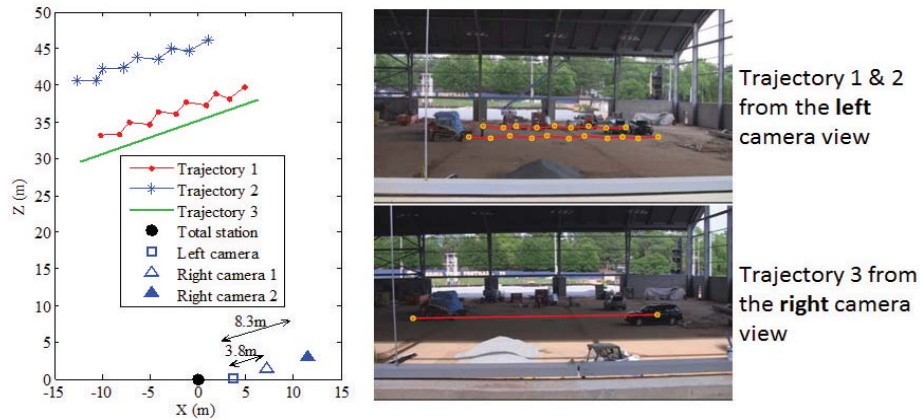 50
45
40
35
30
25
20
15
10
5
0
Z (m)
Trajectory 1
Trajectory 2
Trajectory 3
Total station
Left camera
Right camera 1
Right camera 2
8.3m
3.8m
-15 -10 -5 0 5 10 15
X (m)
Trajectory 1 & 2
from the left
camera view
Trajectory 3 from
the right camera
view